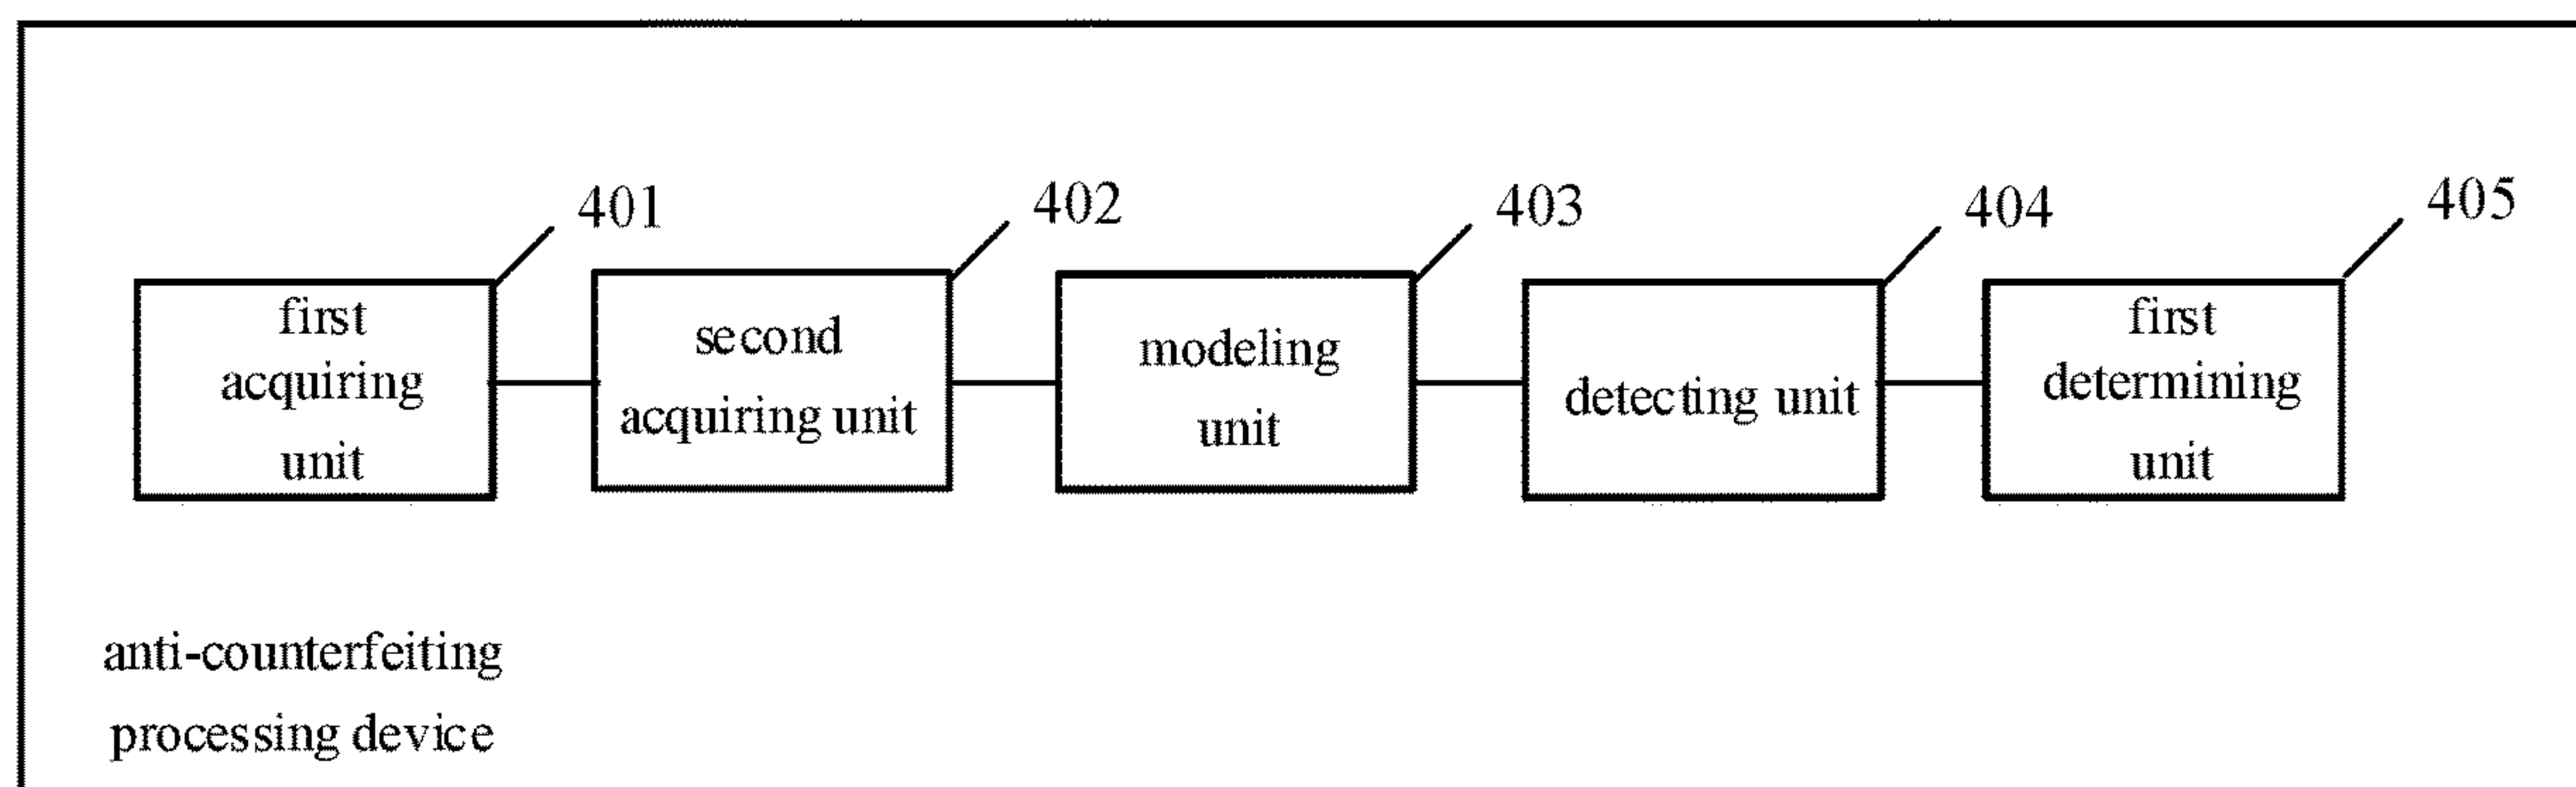 401
402
403
404
405
first
acquiring
unit
second
acquiring unit
modeling
unit
detecting unit
first
determining
unit
anti-counterfeiting
processing device